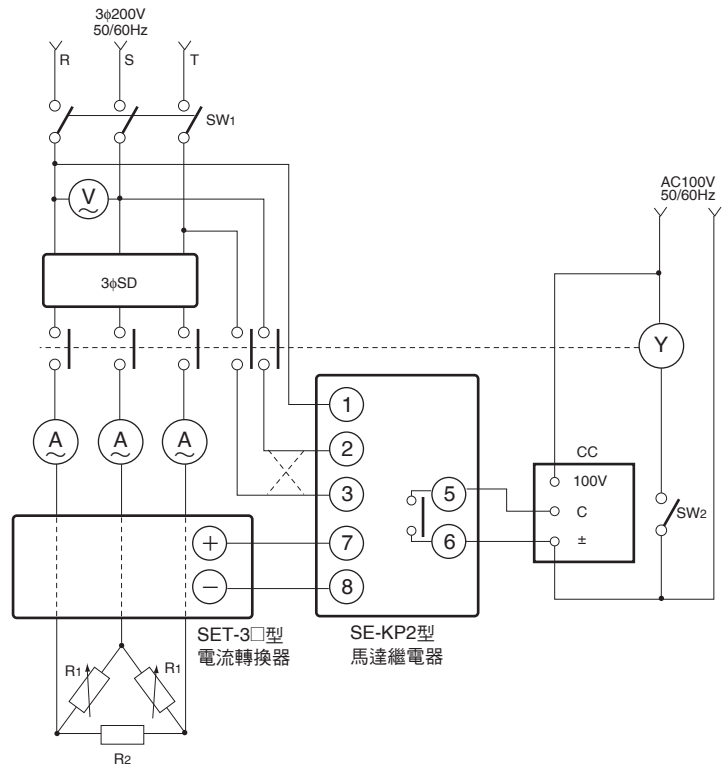 3ϕ200V
50/60Hz
R
S
T
SW1
V
AC100V
50/60Hz
3ϕSD
Y
1
A
A
A
2
CC
100V
3
5
C
SW2
6
±
+
7
−
8
SET-3□型
電流轉換器
SE-KP2型
馬達繼電器
R1
R1
R2